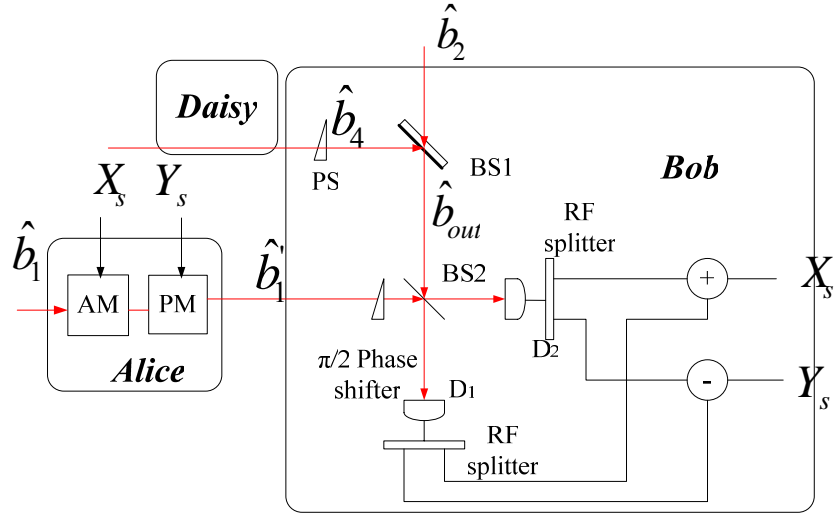 b̂₂
Daisy
b̂₄
PS
BS1
Bob
Xₛ Yₛ
b̂ₒᵤₜ
RF
splitter
b̂₁
b̂'₁
BS2
AM
PM
+
Xₛ
D₂
Alice
π/2 Phase
shifter
D₁
-
Yₛ
RF
splitter